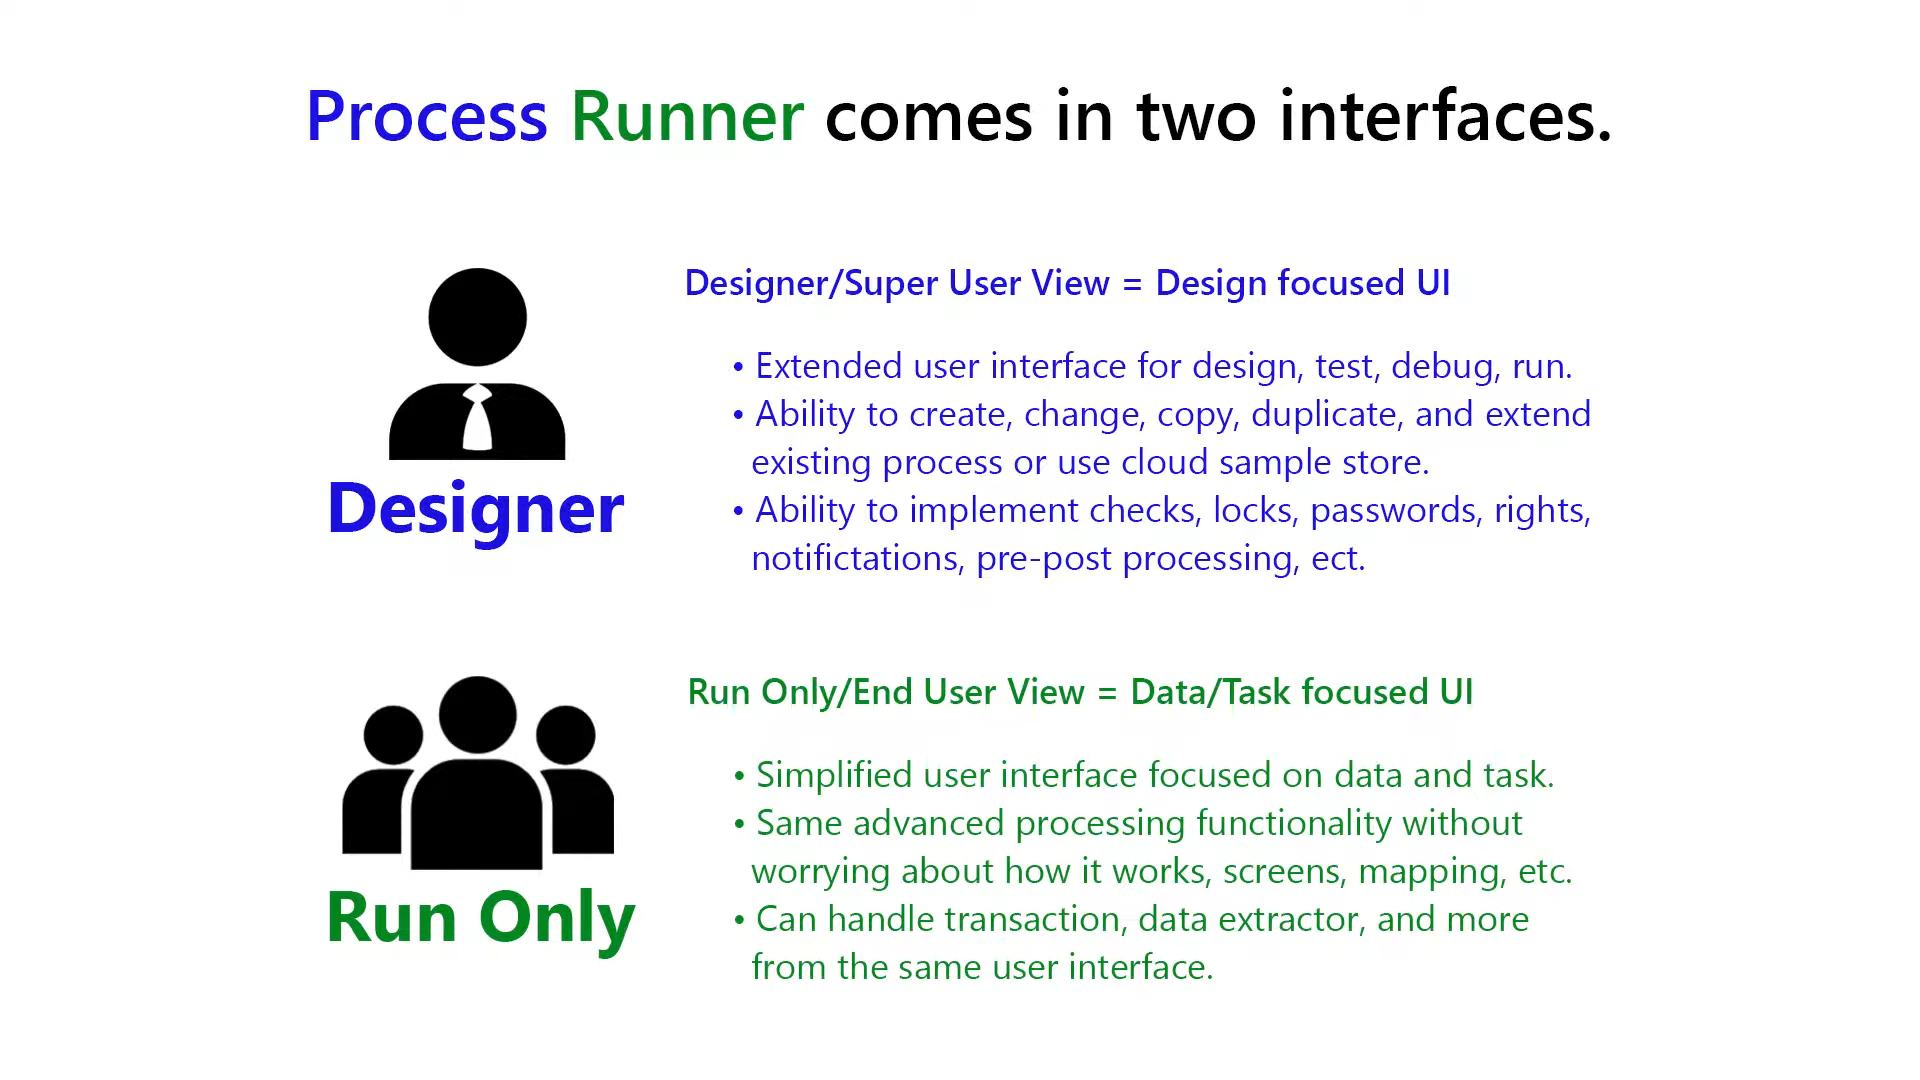 Process Runner comes in two interfaces.
Designer/Super User View = Design focused UI
• Extended user interface for design, test, debug, run.
• Ability to create, change, copy, duplicate, and extend
existing process or use cloud sample store.
• Ability to implement checks, locks, passwords, rights,
notifictations, pre-post processing, ect.
Designer
Run Only/End User View = Data/Task focused UI
• Simplified user interface focused on data and task.
• Same advanced processing functionality without
worrying about how it works, screens, mapping, etc.
• Can handle transaction, data extractor, and more
from the same user interface.
Run Only